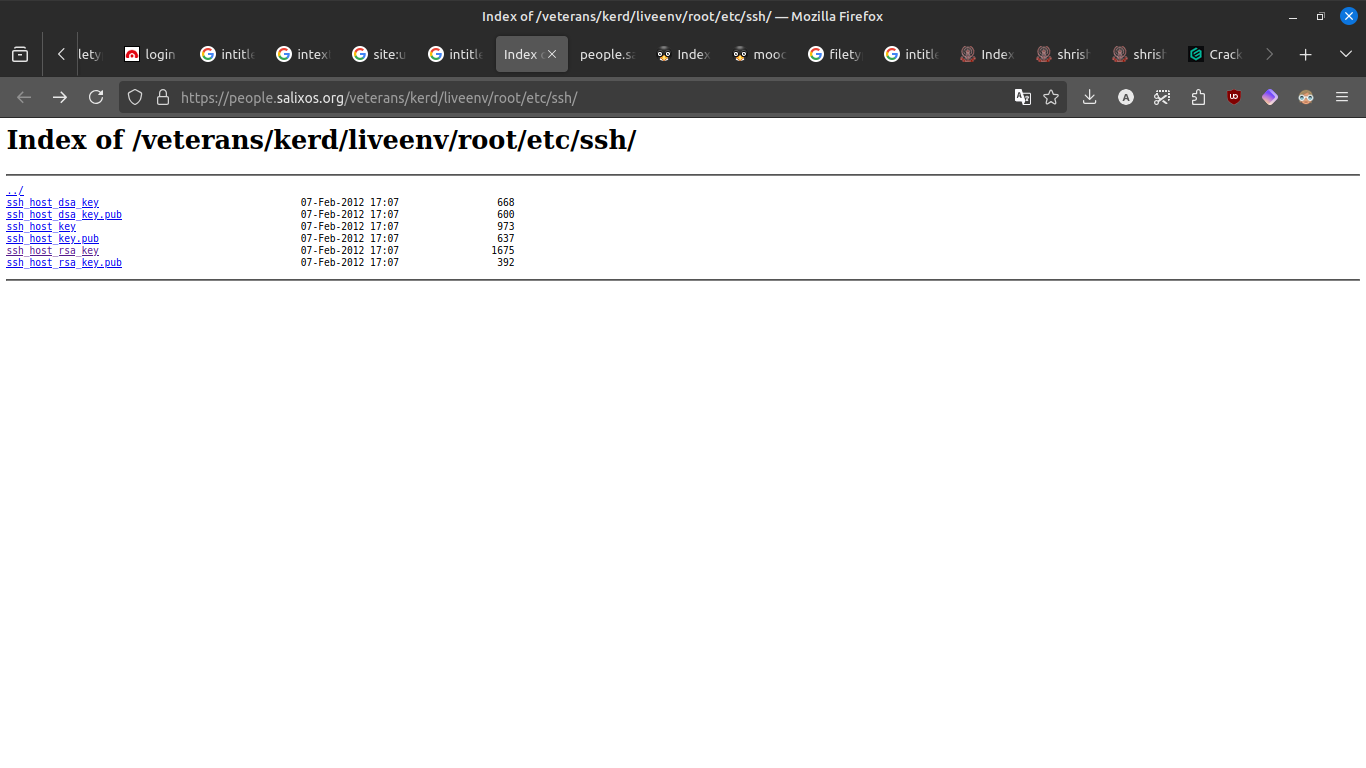 Index of /veterans/kerd/liveenv/root/etc/ssh/ — Mozilla Firefox
login intitle intext site:u intitle Index people.sa Index mooc filety intitle Index shrish shrish Crack
https://people.salixos.org/veterans/kerd/liveenv/root/etc/ssh/
Index of /veterans/kerd/liveenv/root/etc/ssh/
../
ssh_host_dsa_key 07-Feb-2012 17:07 668
ssh_host_dsa_key.pub 07-Feb-2012 17:07 600
ssh_host_key 07-Feb-2012 17:07 973
ssh_host_key.pub 07-Feb-2012 17:07 637
ssh_host_rsa_key 07-Feb-2012 17:07 1675
ssh_host_rsa_key.pub 07-Feb-2012 17:07 392